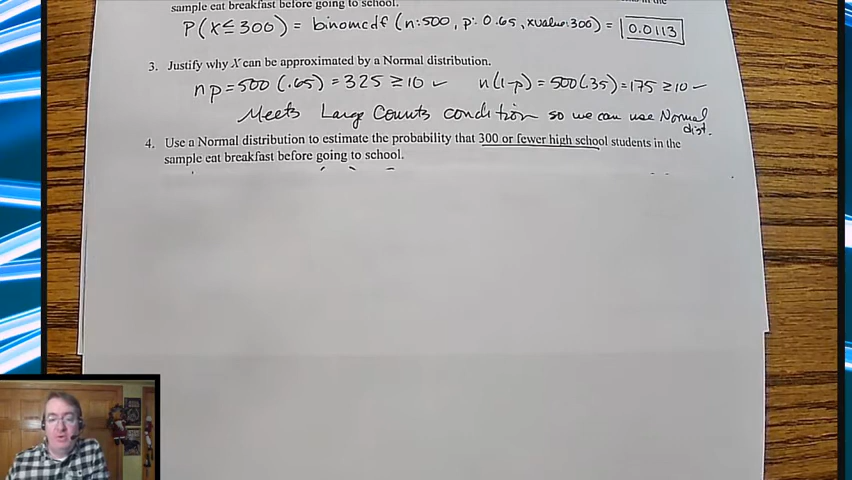 sample eat breakfast before going to school.
P(X≤300) = binomcdf (n:500, p: 0.65, xvalue:300) = 0.0113
3. Justify why X can be approximated by a Normal distribution.
np=500(.65)=325 ≥10 ✓ n(1-p)=500(.35)=175 ≥10 ✓
Meets Large Counts condition so we can use Normal
dist.
4. Use a Normal distribution to estimate the probability that 300 or fewer high school students in the
sample eat breakfast before going to school.